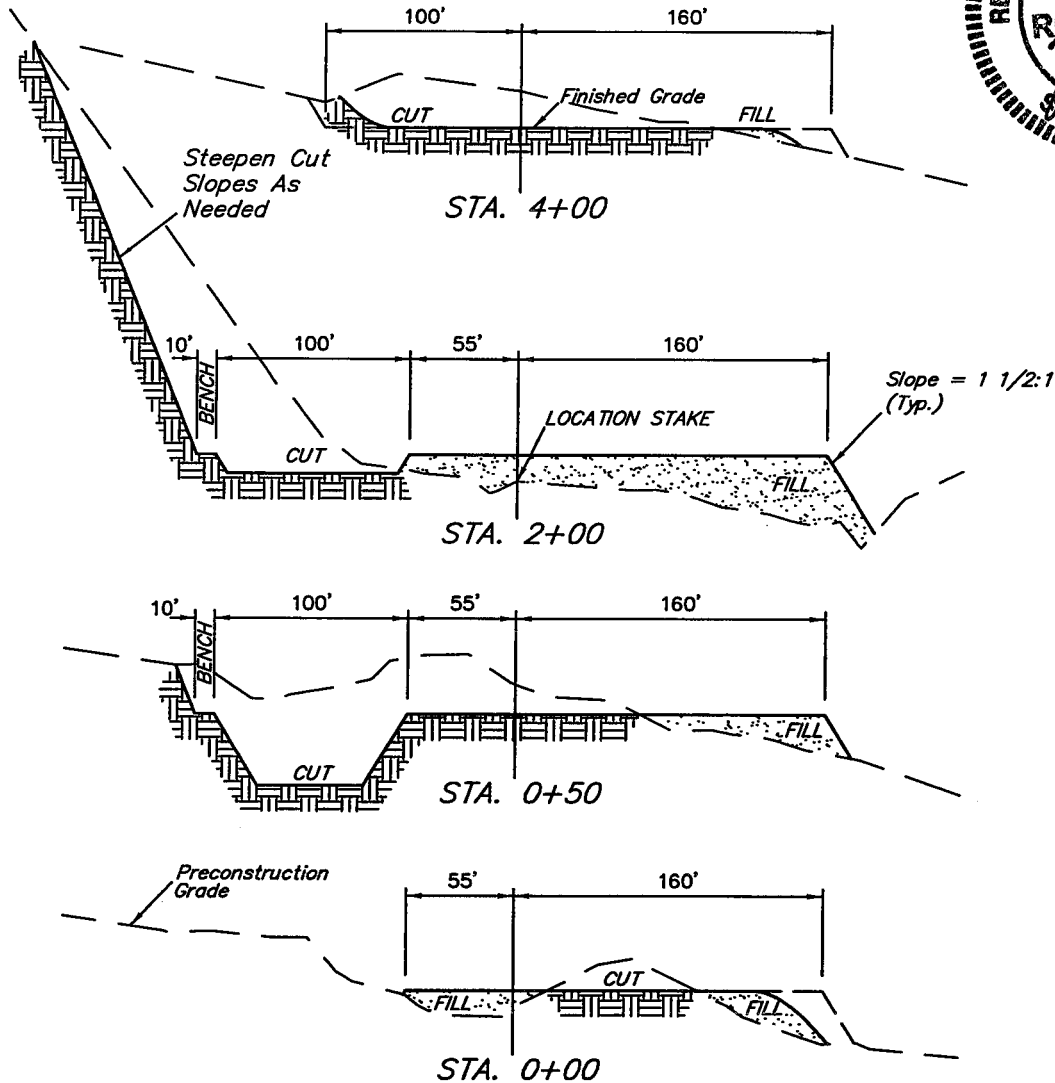 100'
160'
CUT
Finished Grade
FILL
Steepen Cut
Slopes As
Needed
STA. 4+00
10'
100'
55'
160'
BENCH
Slope = 1 1/2:1
(Typ.)
LOCATION STAKE
CUT
FILL
STA. 2+00
10'
100'
55'
160'
BENCH
FILL
CUT
STA. 0+50
Preconstruction
Grade
55'
160'
CUT
FILL
FILL
STA. 0+00